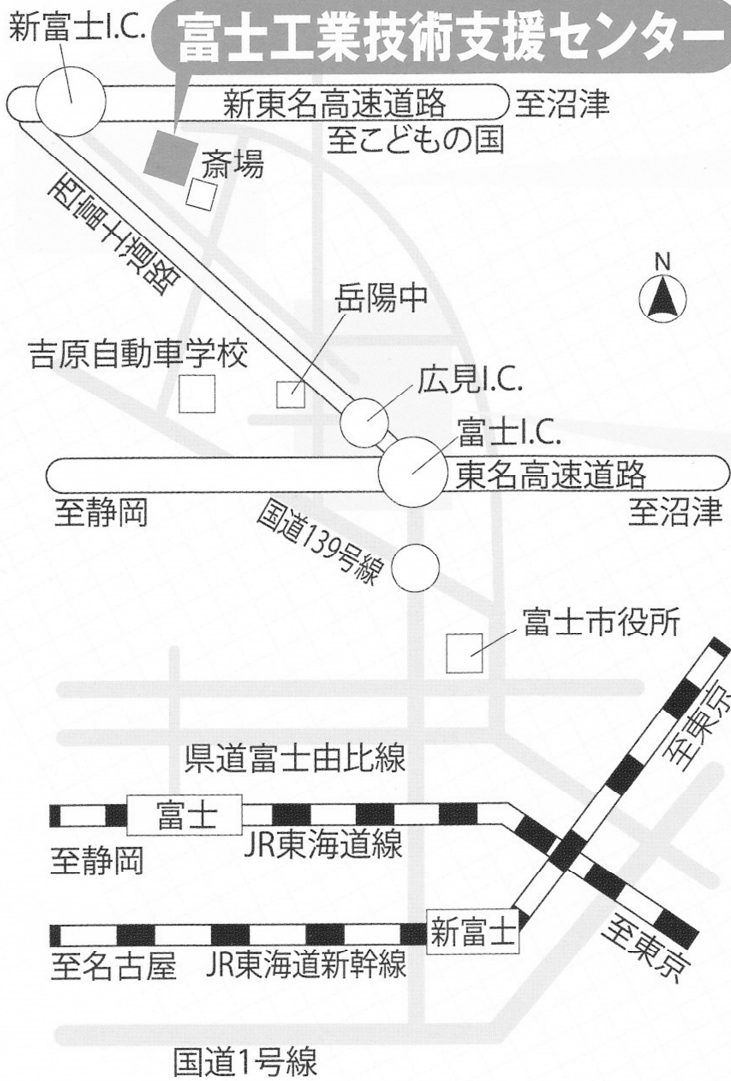 新富士I.C.
富士工業技術支援センター
新東名高速道路
至沼津
至こどもの国
斎場
西富士道路
N
岳陽中
吉原自動車学校
広見I.C.
富士I.C.
東名高速道路
至静岡
至沼津
国道139号線
富士市役所
至東京
県道富士由比線
富士
至静岡
JR東海道線
新富士
至東京
至名古屋
JR東海道新幹線
国道1号線